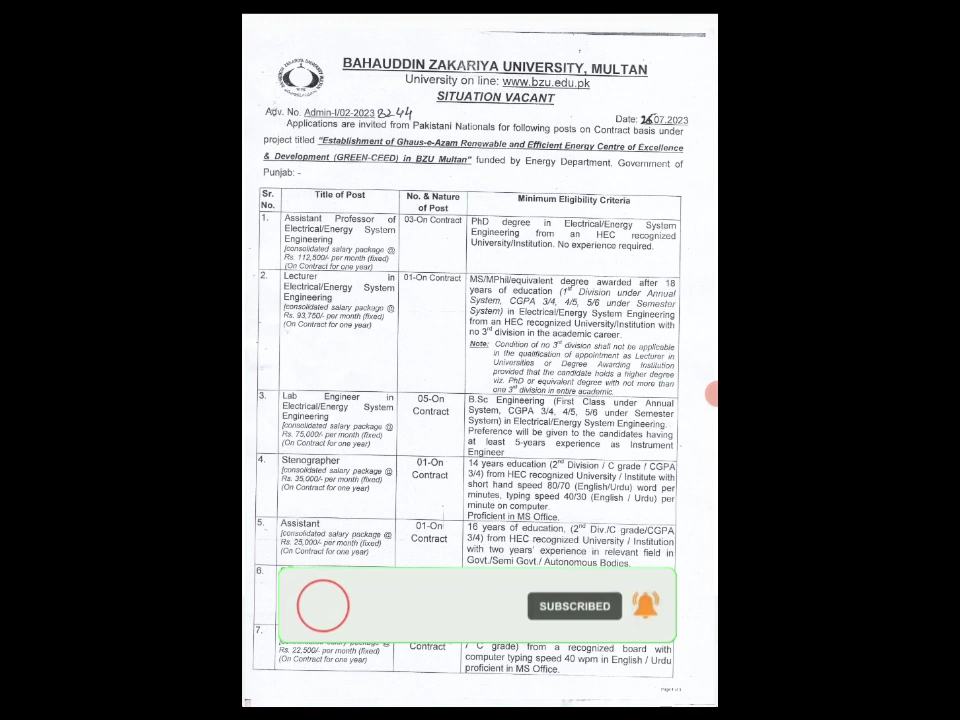 BAHAUDDIN ZAKARIYA UNIVERSITY, MULTAN
University on line: www.bzu.edu.pk
SITUATION VACANT
Adv. No. Admin-I/02-2023 3244
Date: 26.07.2023
Applications are invited from Pakistani Nationals for following posts on Contract basis under
project titled "Establishment of Ghaus-e-Azam Renewable and Efficient Energy Centre of Excellence
& Development (GREEN-CEED) in BZU Multan" funded by Energy Department, Government of
Punjab: -
Sr. No. Title of Post No. & Nature of Post Minimum Eligibility Criteria
1.
Assistant Professor of
Electrical/Energy System
Engineering
[consolidated salary package @
Rs. 112,500/- per month (fixed)
(On Contract for one year)
03-On Contract
PhD degree in Electrical/Energy System
Engineering from an HEC recognized
University/Institution. No experience required.
2.
Lecturer in
Electrical/Energy System
Engineering
[consolidated salary package @
Rs. 93,750/- per month (fixed)
(On Contract for one year)
01-On Contract
MS/MPhil/equivalent degree awarded after 18
years of education (1st Division under Annual
System, CGPA 3/4, 4/5, 5/6 under Semester
System) in Electrical/Energy System Engineering
from an HEC recognized University/Institution with
no 3rd division in the academic career.
Note: Condition of no 3rd division shall not be applicable
in the qualification of appointment as Lecturer in
Universities or Degree Awarding Institution
provided that the candidate holds a higher degree
viz. PhD or equivalent degree with not more than
one 3rd division in entire academic.
3.
Lab Engineer in
Electrical/Energy System
Engineering
[consolidated salary package @
Rs. 75,000/- per month (fixed)
(On Contract for one year)
05-On
Contract
B.Sc Engineering (First Class under Annual
System, CGPA 3/4, 4/5, 5/6 under Semester
System) in Electrical/Energy System Engineering.
Preference will be given to the candidates having
at least 5-years experience as Instrument
Engineer
4.
Stenographer
[consolidated salary package @
Rs. 35,000/- per month (fixed)
(On Contract for one year)
01-On
Contract
14 years education (2nd Division / C grade / CGPA
3/4) from HEC recognized University / Institute with
short hand speed 80/70 (English/Urdu) word per
minutes, typing speed 40/30 (English / Urdu) per
minute on computer.
Proficient in MS Office.
5.
Assistant
[consolidated salary package @
Rs. 25,000/- per month (fixed)
(On Contract for one year)
01-On
Contract
16 years of education, (2nd Div./C grade/CGPA
3/4) from HEC recognized University / Institution
with two years' experience in relevant field in
Govt./Semi Govt./ Autonomous Bodies.
6.
SUBSCRIBED
7.
Rs. 22,500/- per month (fixed)
(On Contract for one year)
Contract
/ C grade) from a recognized board with
computer typing speed 40 wpm in English / Urdu
proficient in MS Office.